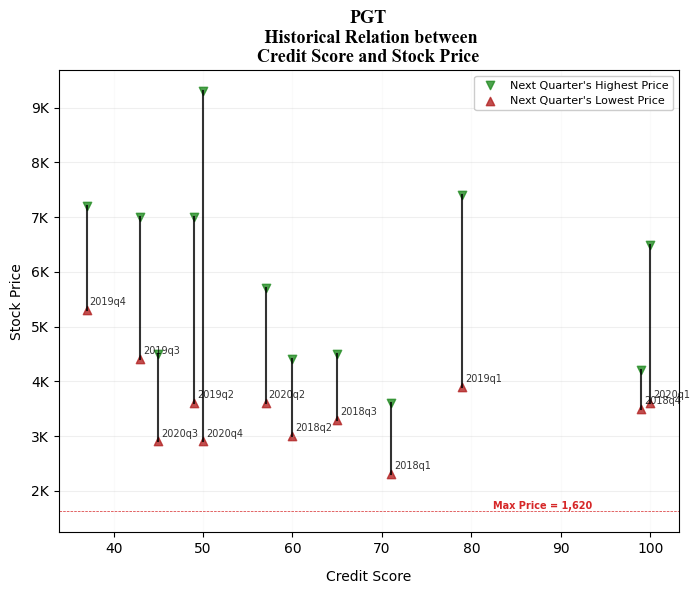 PGT
Historical Relation between
Credit Score and Stock Price
Next Quarter's Highest Price
Next Quarter's Lowest Price
9K
8K
7K
6K
5K
4K
3K
2K
Stock Price
2019q4
2019q3
2020q3
2019q2
2020q4
2020q2
2018q2
2018q3
2018q1
2019q1
2020q1
2018q4
Max Price = 1,620
40 50 60 70 80 90 100
Credit Score